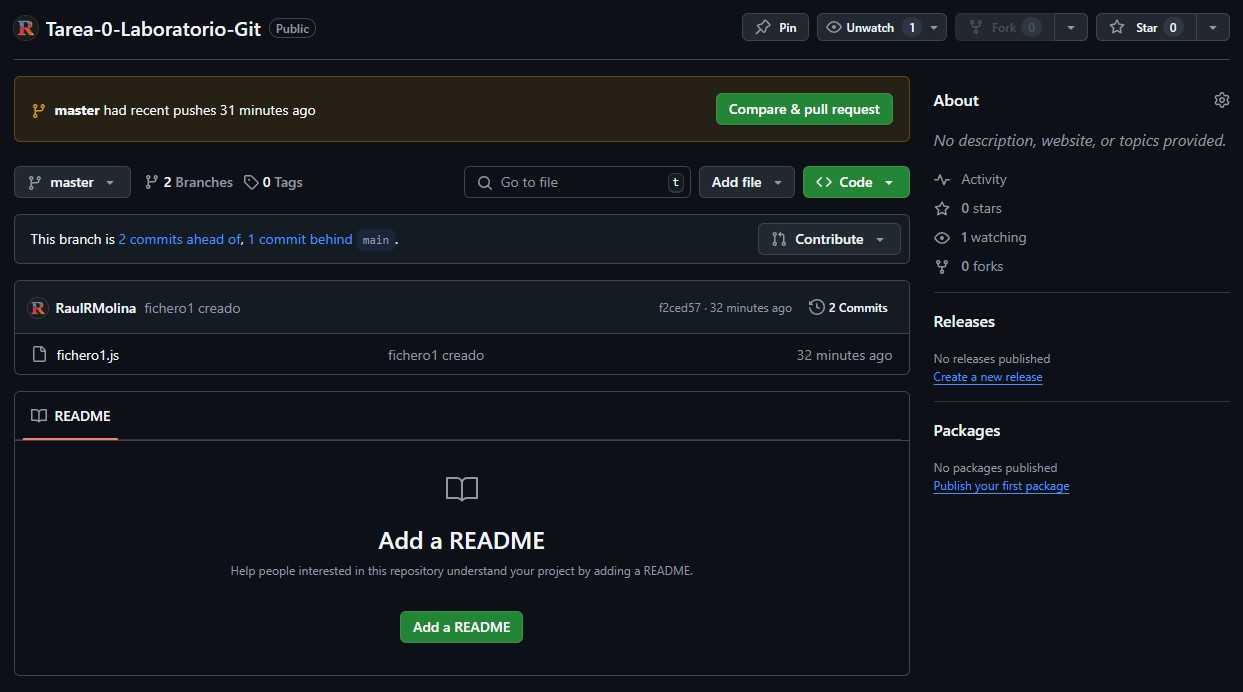 R Tarea-0-Laboratorio-Git Public Pin Unwatch 1 Fork 0 Star 0
master had recent pushes 31 minutes ago Compare & pull request
master 2 Branches 0 Tags Go to file t Add file <> Code
This branch is 2 commits ahead of, 1 commit behind main . Contribute
R RaulRMolina fichero1 creado f2ced57 · 32 minutes ago 2 Commits
fichero1.js fichero1 creado 32 minutes ago
README
Add a README
Help people interested in this repository understand your project by adding a README.
Add a README
About
No description, website, or topics provided.
Activity
0 stars
1 watching
0 forks
Releases
No releases published
Create a new release
Packages
No packages published
Publish your first package